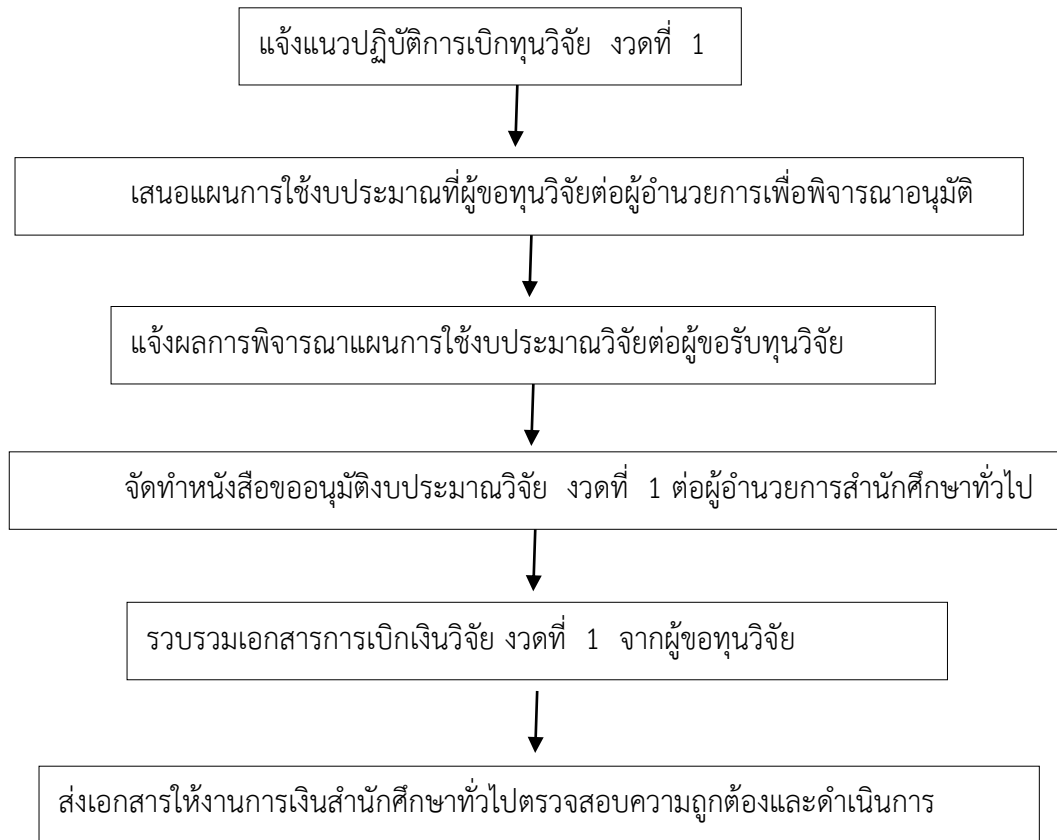 แจ้งแนวปฏิบัติการเบิกทุนวิจัย งวดที่ 1
เสนอแผนการใช้งบประมาณที่ผู้ขอทุนวิจัยต่อผู้อำนวยการเพื่อพิจารณาอนุมัติ
แจ้งผลการพิจารณาแผนการใช้งบประมาณวิจัยต่อผู้ขอรับทุนวิจัย
จัดทำหนังสือขออนุมัติงบประมาณวิจัย งวดที่ 1 ต่อผู้อำนวยการสำนักศึกษาทั่วไป
รวบรวมเอกสารการเบิกเงินวิจัย งวดที่ 1 จากผู้ขอทุนวิจัย
ส่งเอกสารให้งานการเงินสำนักศึกษาทั่วไปตรวจสอบความถูกต้องและดำเนินการ